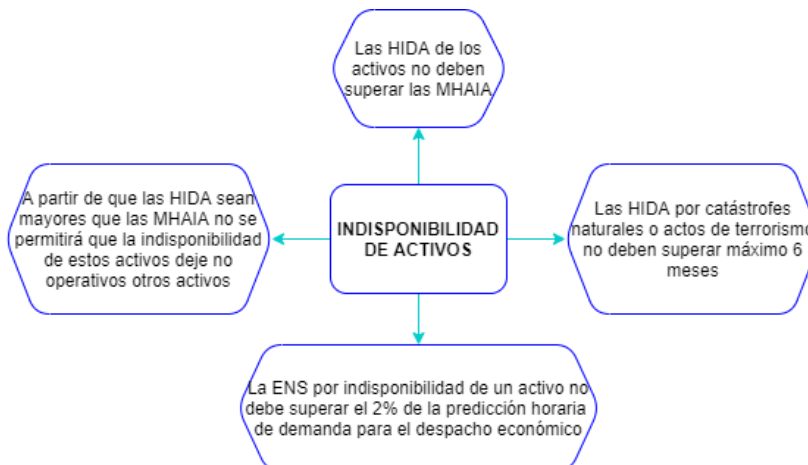 Las HIDA de los
activos no deben
superar las MHAIA
A partir de que las HIDA sean
mayores que las MHAIA no se
permitirá que la indisponibilidad
de estos activos deje no
operativos otros activos
INDISPONIBILIDAD
DE ACTIVOS
Las HIDA por catástrofes
naturales o actos de terrorismo
no deben superar máximo 6
meses
La ENS por indisponibilidad de un activo no
debe superar el 2% de la predicción horaria
de demanda para el despacho económico